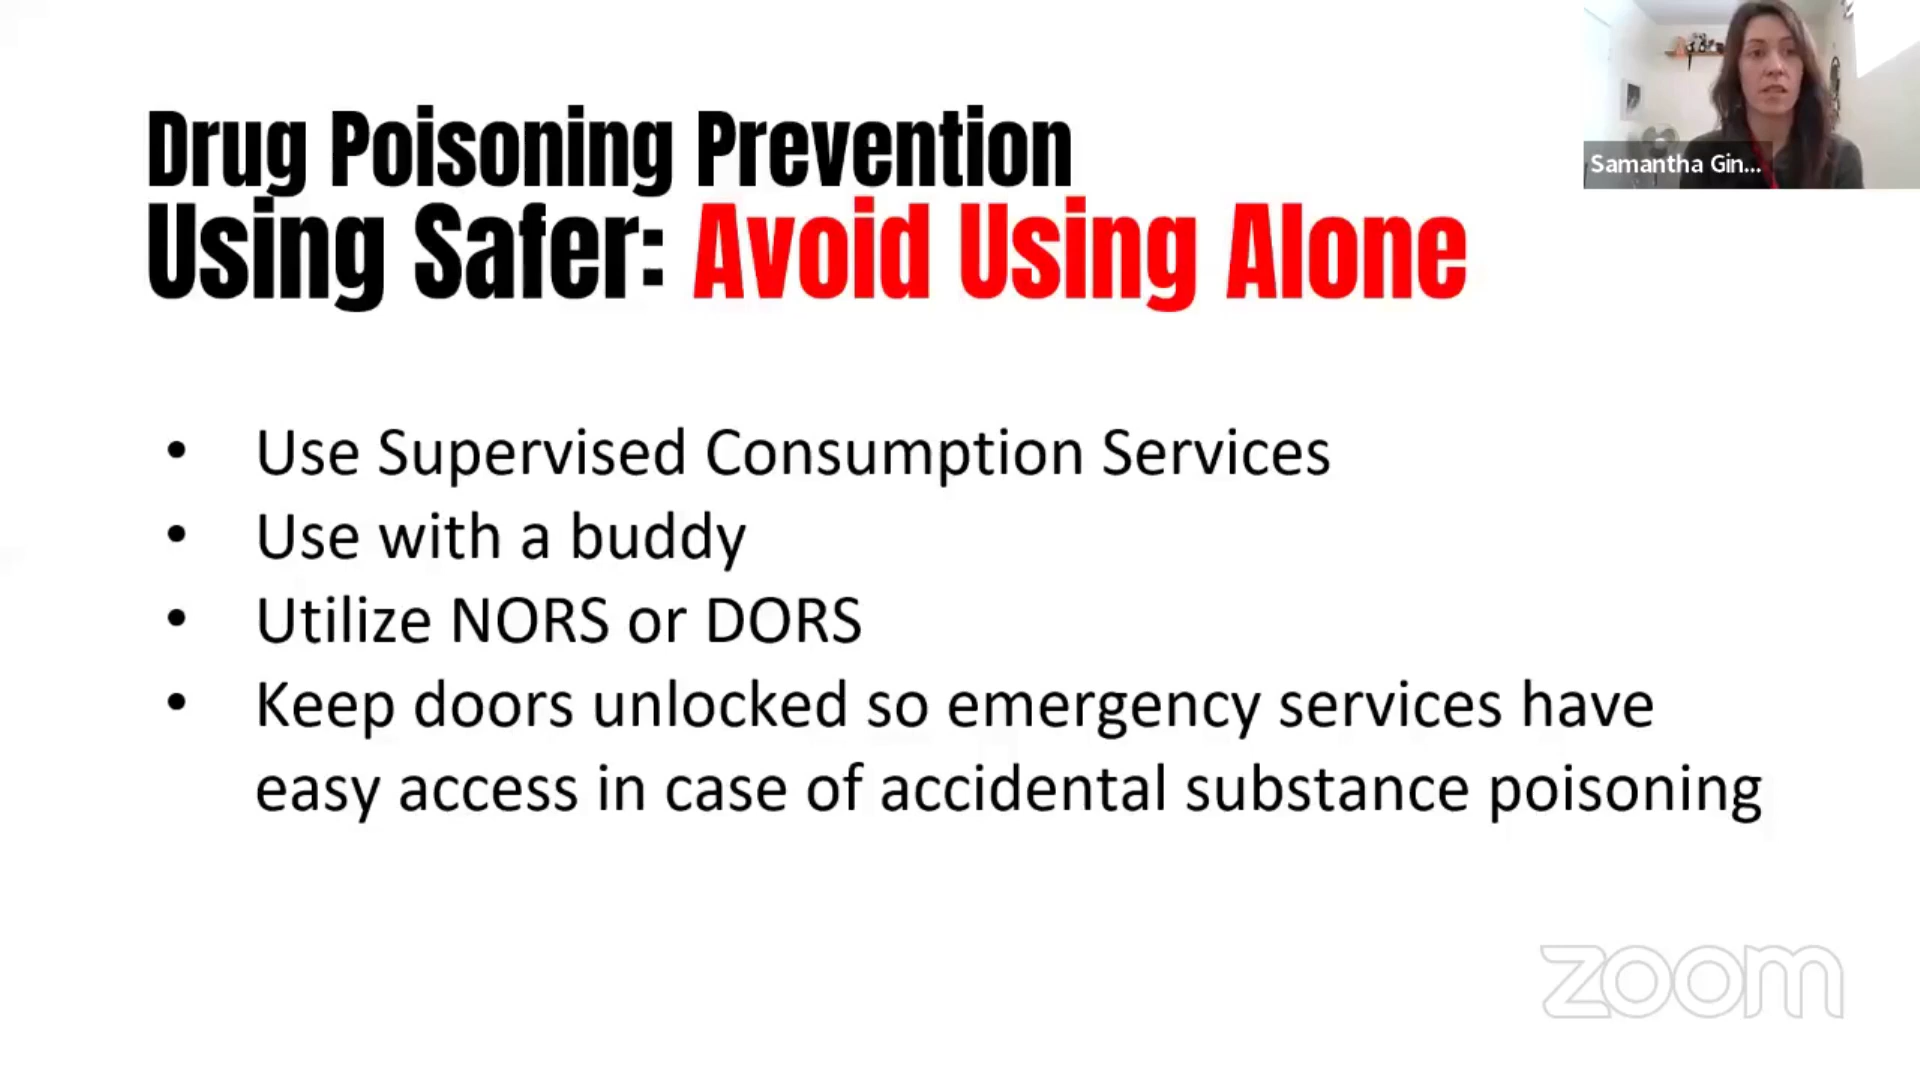 Drug Poisoning Prevention
Using Safer: Avoid Using Alone
Samantha Gin...
• Use Supervised Consumption Services
• Use with a buddy
• Utilize NORS or DORS
• Keep doors unlocked so emergency services have
easy access in case of accidental substance poisoning
zoom